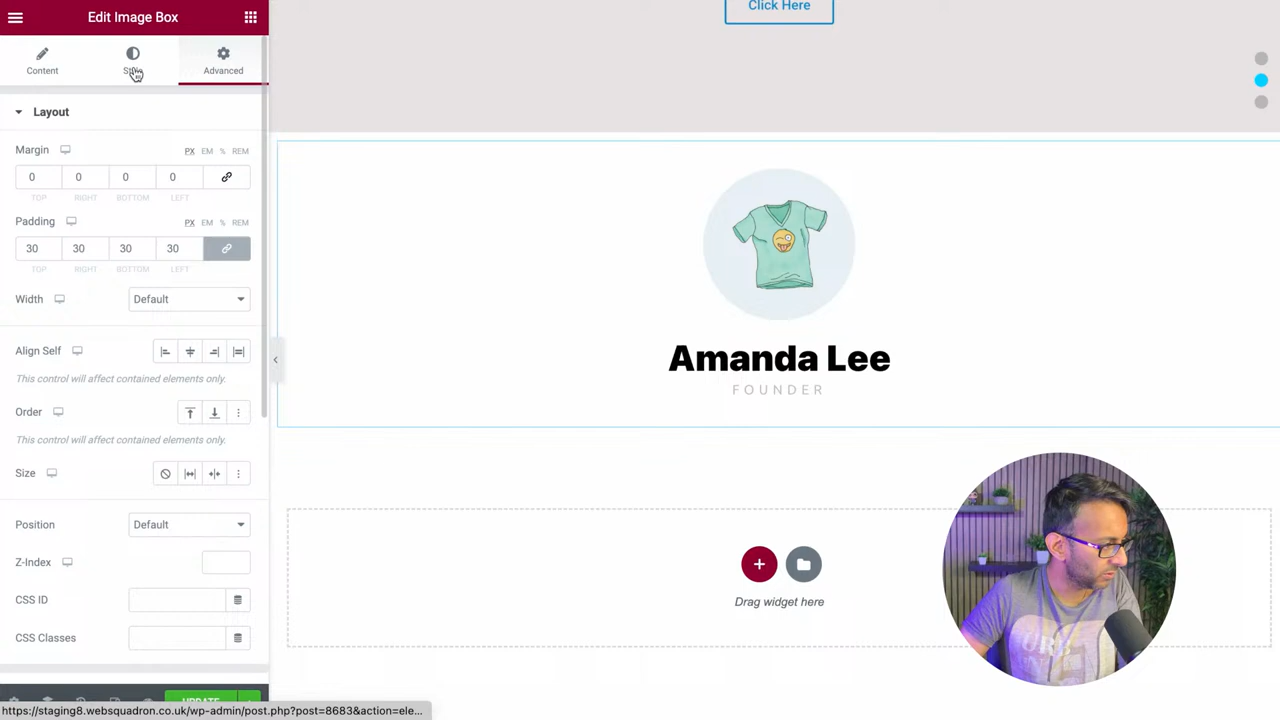 Edit Image Box
Click Here
Content
Style
Advanced
Layout
Margin
PX EM % REM
0 0 0 0
TOP RIGHT BOTTOM LEFT
Padding
PX EM % REM
30 30 30 30
TOP RIGHT BOTTOM LEFT
Width
Default
Align Self
This control will affect contained elements only.
Order
This control will affect contained elements only.
Size
Position
Default
Z-Index
CSS ID
CSS Classes
UPDATE
https://staging8.websquadron.co.uk/wp-admin/post.php?post=8683&action=ele...
Amanda Lee
FOUNDER
Drag widget here